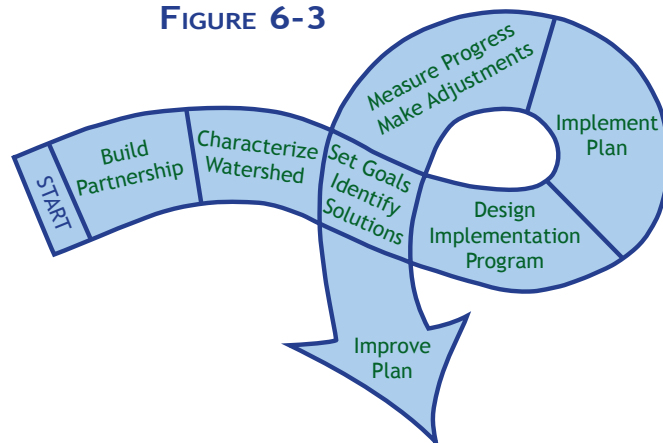 FIGURE 6-3
START
Build
Partnership
Characterize
Watershed
Set Goals
Identify
Solutions
Design
Implementation
Program
Implement
Plan
Measure Progress
Make Adjustments
Improve
Plan